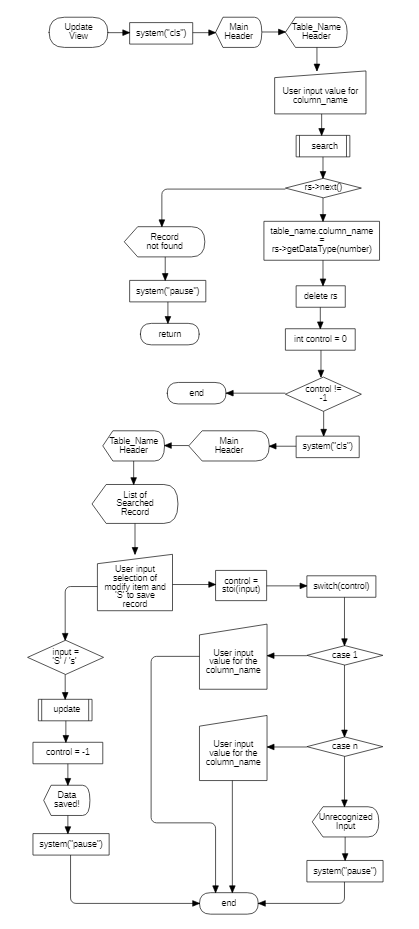 Update
View
system("cls")
Main
Header
Table_Name
Header
User input value for
column_name
search
rs->next()
Record
not found
table_name.column_name
=
rs->getDataType(number)
system("pause")
delete rs
return
int control = 0
end
control !=
-1
Table_Name
Header
Main
Header
system("cls")
List of
Searched
Record
User input
selection of
modify item and
'S' to save
record
control =
stoi(input)
switch(control)
input =
'S' / 's'
User input
value for the
column_name
case 1
update
control = -1
User input
value for the
column_name
case n
Data
saved!
Unrecognized
Input
system("pause")
system("pause")
end